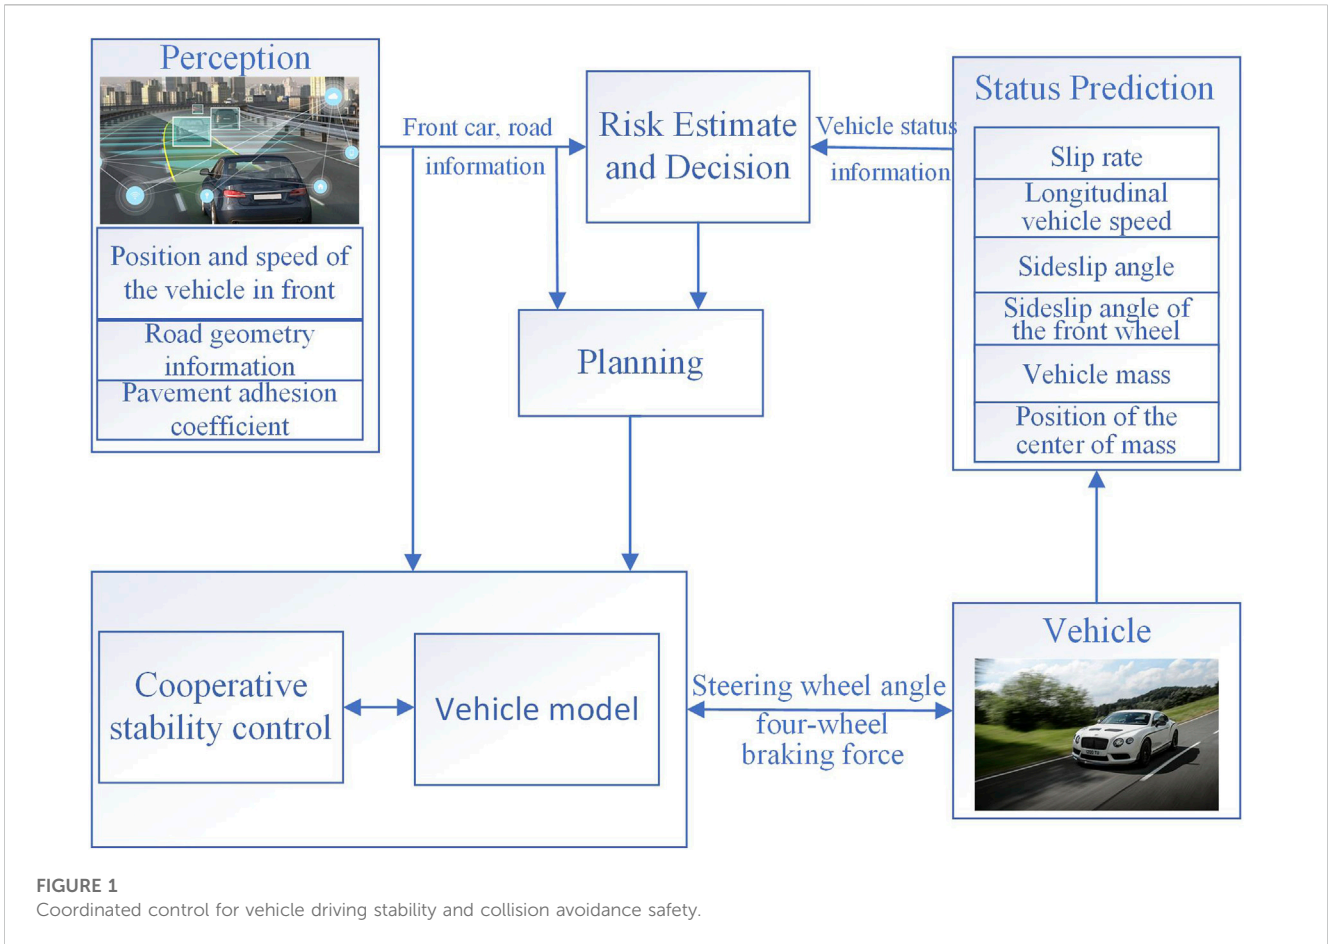 Perception
Position and speed of
the vehicle in front
Road geometry
information
Pavement adhesion
coefficient
Front car, road
information
Risk Estimate
and Decision
Vehicle status
information
Status Prediction
Slip rate
Longitudinal
vehicle speed
Sideslip angle
Sideslip angle of
the front wheel
Vehicle mass
Position of the
center of mass
Planning
Cooperative
stability control
Vehicle model
Steering wheel angle
four-wheel
braking force
Vehicle
FIGURE 1
Coordinated control for vehicle driving stability and collision avoidance safety.